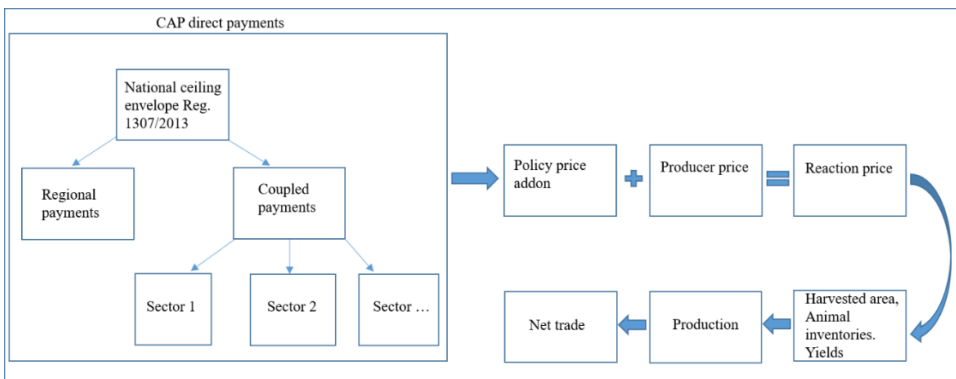 CAP direct payments
National ceiling
envelope Reg.
1307/2013
Regional
payments
Coupled
payments
Sector 1
Sector 2
Sector …
Policy price
addon
Producer price
Reaction price
Harvested area,
Animal
inventories.
Yields
Production
Net trade